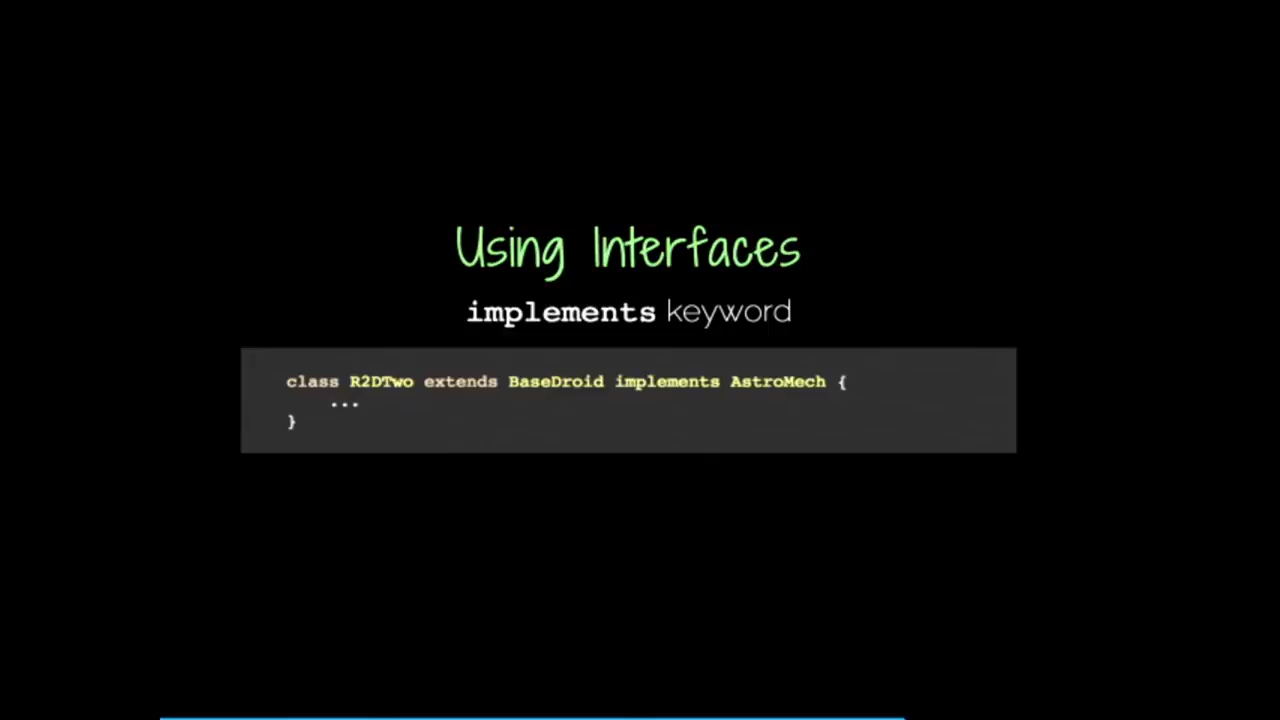 Using Interfaces
implements keyword
class R2DTwo extends BaseDroid implements AstroMech {
...
}